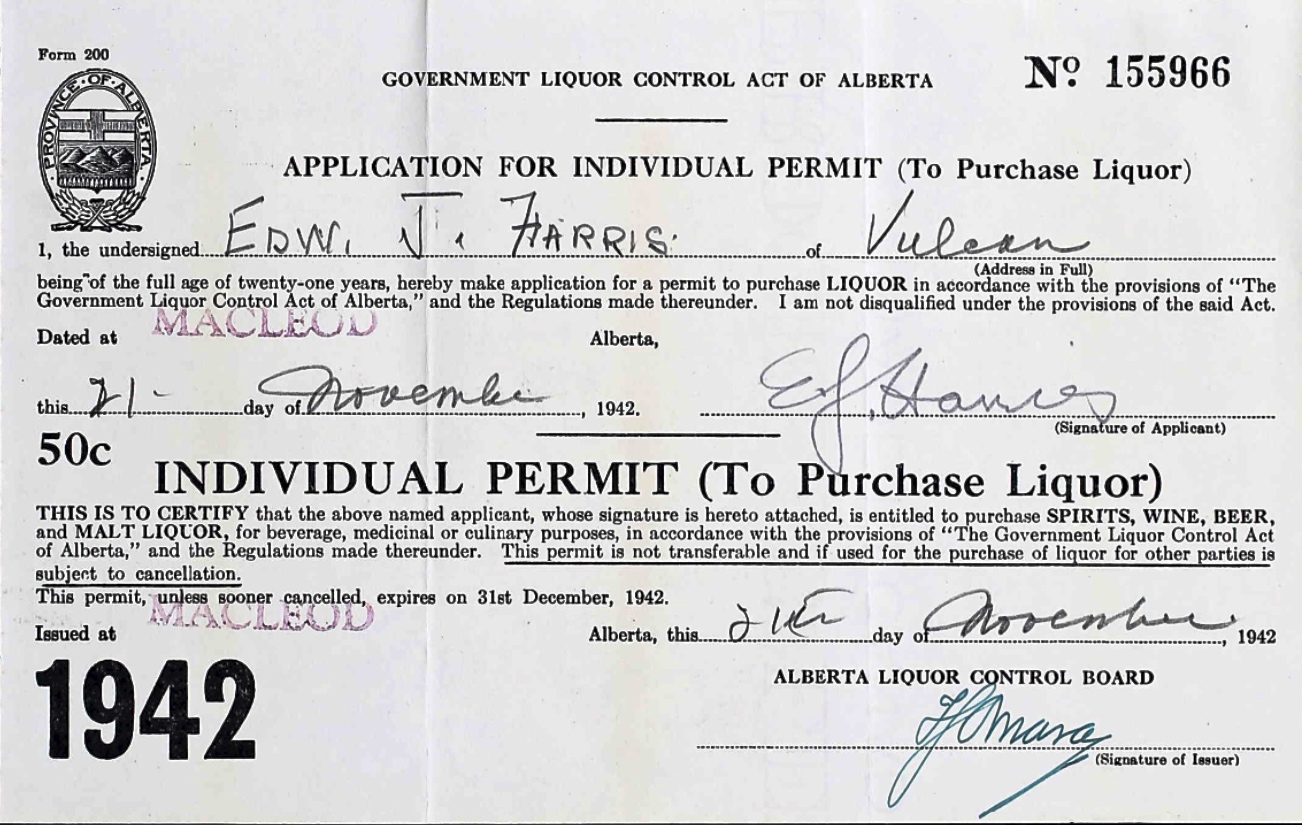 Form 200
PROVINCE·OF·ALBERTA
GOVERNMENT LIQUOR CONTROL ACT OF ALBERTA
Nº 155966
APPLICATION FOR INDIVIDUAL PERMIT (To Purchase Liquor)
I, the undersigned EDW. J. HARRIS. of Vulcan
(Address in Full)
being of the full age of twenty-one years, hereby make application for a permit to purchase LIQUOR in accordance with the provisions of "The
Government Liquor Control Act of Alberta," and the Regulations made thereunder. I am not disqualified under the provisions of the said Act.
MACLEOD
Dated at Alberta,
this 21- day of November, 1942.
E.J. Harris
(Signature of Applicant)
50c
INDIVIDUAL PERMIT (To Purchase Liquor)
THIS IS TO CERTIFY that the above named applicant, whose signature is hereto attached, is entitled to purchase SPIRITS, WINE, BEER,
and MALT LIQUOR, for beverage, medicinal or culinary purposes, in accordance with the provisions of "The Government Liquor Control Act
of Alberta," and the Regulations made thereunder. This permit is not transferable and if used for the purchase of liquor for other parties is
subject to cancellation.
This permit, unless sooner cancelled, expires on 31st December, 1942.
MACLEOD
Issued at Alberta, this 21st day of November, 1942
1942
ALBERTA LIQUOR CONTROL BOARD
(Signature of Issuer)